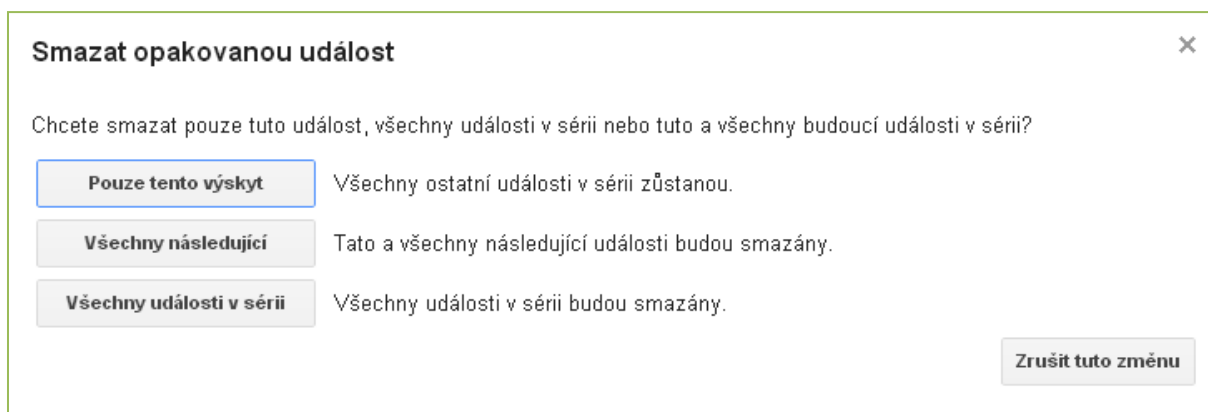 Smazat opakovanou událost
Chcete smazat pouze tuto událost, všechny události v sérii nebo tuto a všechny budoucí události v sérii?
Pouze tento výskyt Všechny ostatní události v sérii zůstanou.
Všechny následující Tato a všechny následující události budou smazány.
Všechny události v sérii Všechny události v sérii budou smazány.
Zrušit tuto změnu